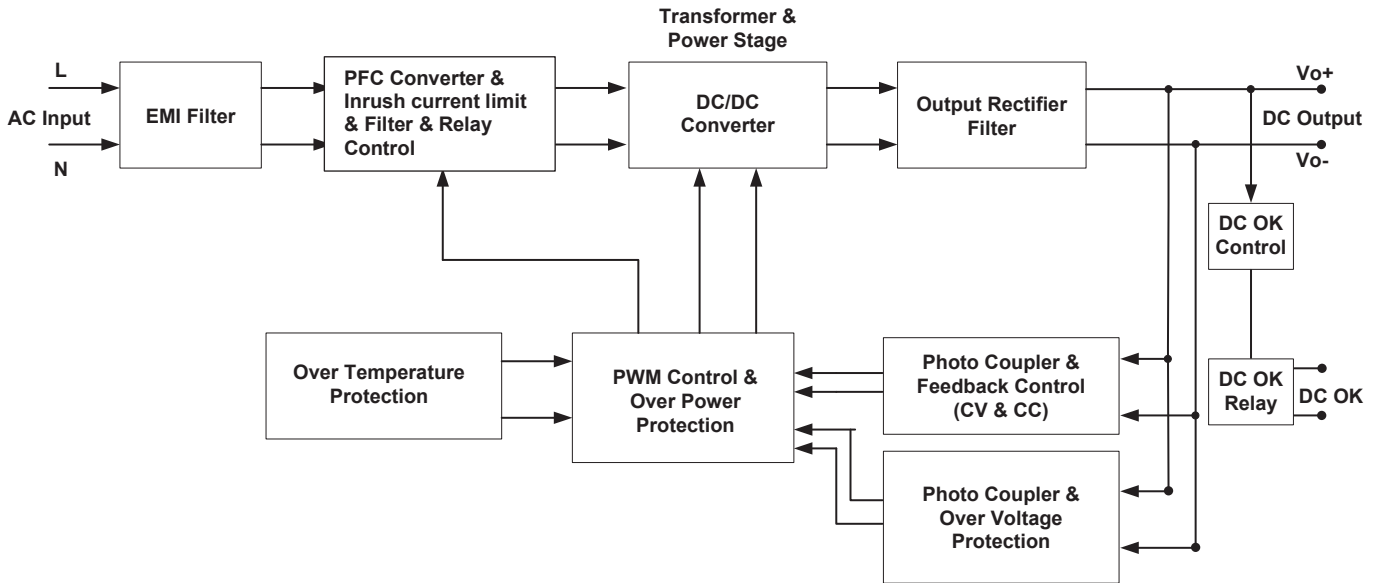 Transformer &
Power Stage
L
AC Input
N
EMI Filter
PFC Converter &
Inrush current limit
& Filter & Relay
Control
DC/DC
Converter
Output Rectifier
Filter
Vo+
DC Output
Vo-
DC OK
Control
Over Temperature
Protection
PWM Control &
Over Power
Protection
Photo Coupler &
Feedback Control
(CV & CC)
DC OK
Relay
DC OK
Photo Coupler &
Over Voltage
Protection